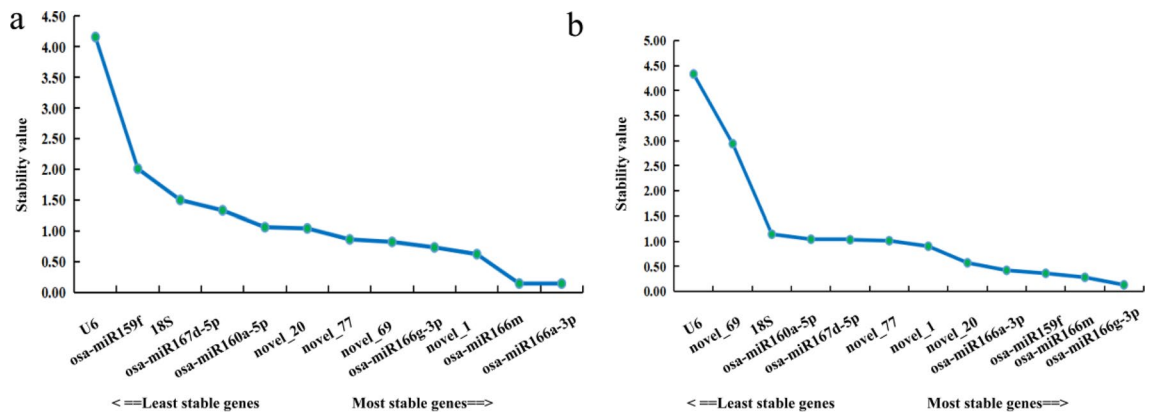 a
4.50
4.00
3.50
3.00
2.50
2.00
1.50
1.00
0.50
0.00
Stability value
U6
osa-miR159f
18S
osa-miR167d-5p
osa-miR160a-5p
novel_20
novel_77
novel_69
osa-miR166g-3p
novel_1
osa-miR166m
osa-miR166a-3p
< ==Least stable genes Most stable genes==>
b
5.00
4.50
4.00
3.50
3.00
2.50
2.00
1.50
1.00
0.50
0.00
Stability value
U6
novel_69
18S
osa-miR160a-5p
osa-miR167d-5p
novel_77
novel_1
novel_20
osa-miR166a-3p
osa-miR159f
osa-miR166m
osa-miR166g-3p
< ==Least stable genes Most stable genes==>